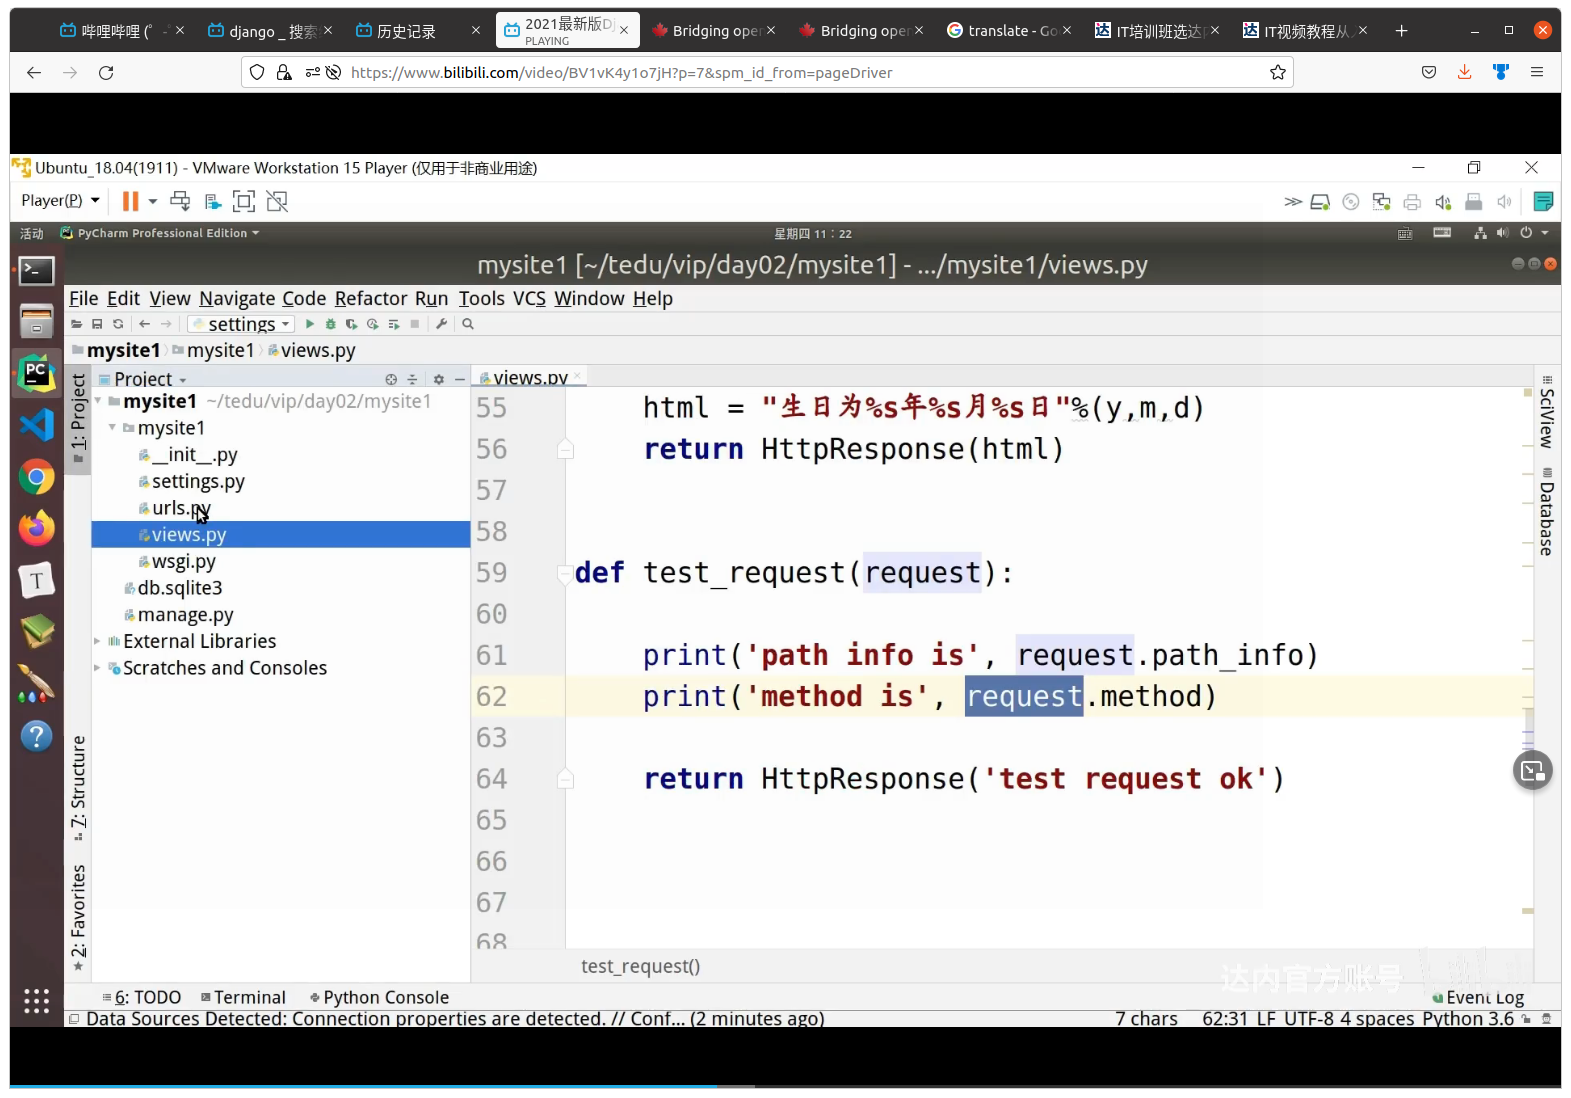 哔哩哔哩 (゜-
django _ 搜索
历史记录
2021最新版Dj
PLAYING
Bridging oper
Bridging oper
translate - Go
IT培训班选达内
IT视频教程从入
https://www.bilibili.com/video/BV1vK4y1o7jH?p=7&spm_id_from=pageDriver
Ubuntu_18.04(1911) - VMware Workstation 15 Player (仅用于非商业用途)
Player(P)
活动 PyCharm Professional Edition 星期四 11：22
mysite1 [~/tedu/vip/day02/mysite1] - .../mysite1/views.py
File Edit View Navigate Code Refactor Run Tools VCS Window Help
settings
mysite1 mysite1 views.py
1: Project
Project
mysite1 ~/tedu/vip/day02/mysite1
mysite1
__init__.py
settings.py
urls.py
views.py
wsgi.py
db.sqlite3
manage.py
External Libraries
Scratches and Consoles
7: Structure
2: Favorites
views.py
55 html = "生日为%s年%s月%s日"%(y,m,d)
56 return HttpResponse(html)
57
58
59 def test_request(request):
60
61 print('path info is', request.path_info)
62 print('method is', request.method)
63
64 return HttpResponse('test request ok')
65
66
67
68
test_request()
SciView
Database
达内官方账号
6: TODO Terminal Python Console Event Log
Data Sources Detected: Connection properties are detected. // Conf... (2 minutes ago) 7 chars 62:31 LF UTF-8 4 spaces Python 3.6